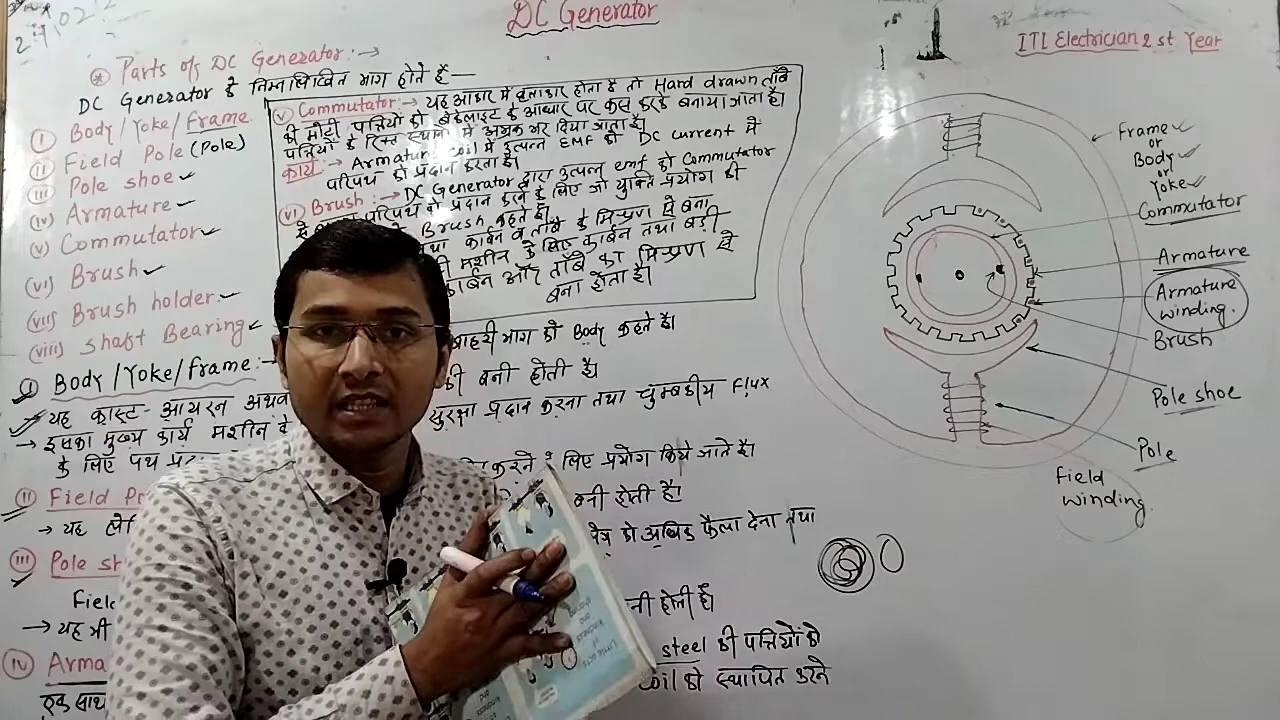 DC Generator
ITI Electrician 2 st Year
Parts of DC Generator :→
DC Generator के निम्नलिखित भाग होते हैं—
(i) Body / Yoke / Frame
(ii) Field Pole (Pole)
(iii) Pole shoe
(iv) Armature
(v) Commutator
(vi) Brush
(vii) Brush holder
(viii) Shaft Bearing
(v) Commutator :→ यह आकार में बेलनाकार होता है तो Hard drawn ताँबे
की मोटी पत्तियों को बैकेलाइट के आधार पर कस करके बनाया जाता है।
पत्तियों के रिक्त स्थानों में अभ्रक भर दिया जाता है।
कार्य :→ Armature coil में उत्पन्न EMF को DC current में
परिपथ को प्रदान करता है।
(vi) Brush :→ DC Generator द्वारा उत्पन्न emf को Commutator
से परिपथ को प्रदान करने के लिए जो युक्ति प्रयोग की
Brush कहते हैं।
तथा कार्बन व ताँबे के मिश्रण से बना
मशीन के लिए कार्बन तथा बड़ी
कार्बन और ताँबे का मिश्रण से
बना होता है।
(i) Body / Yoke / Frame :→
बाहरी भाग को Body कहते हैं।
यह कास्ट-आयरन अथवा
की बनी होती है।
→ इसका मुख्य कार्य मशीन
सुरक्षा प्रदान करना तथा चुम्बकीय Flux
के लिए पथ
(ii) Field
करने के लिए प्रयोग किये जाते है।
→ यह
बनी होती है।
(iii) Pole sh
को अधिक फैला देना तथा
Field
→ यह भी
नी होती है।
(iv) Arma
steel की पत्तियों को
एक साथ
coil को स्थापित करने
Frame
or
Body
or
Yoke
Commutator
Armature
Armature
winding.
Brush
Pole shoe
Pole
Field
winding.